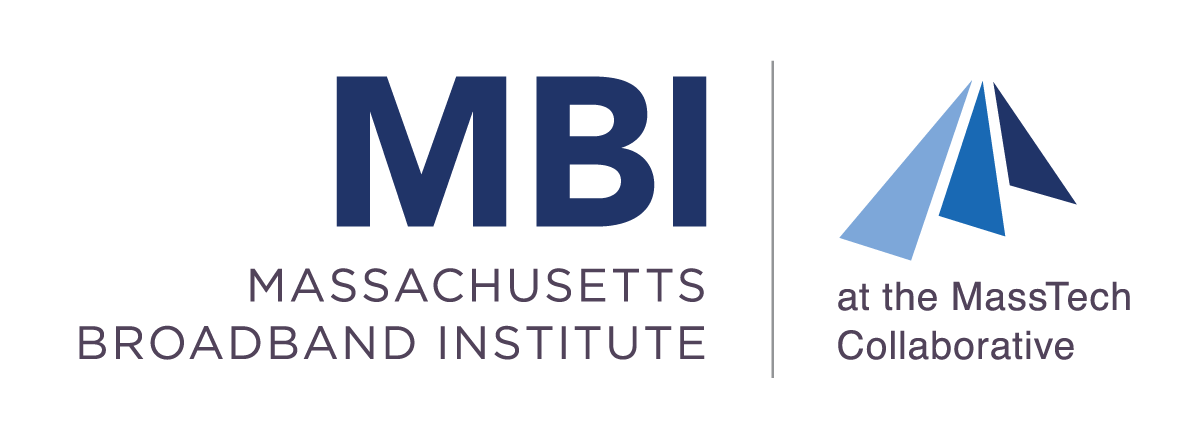 MBI
MASSACHUSETTS
BROADBAND INSTITUTE
at the MassTech
Collaborative